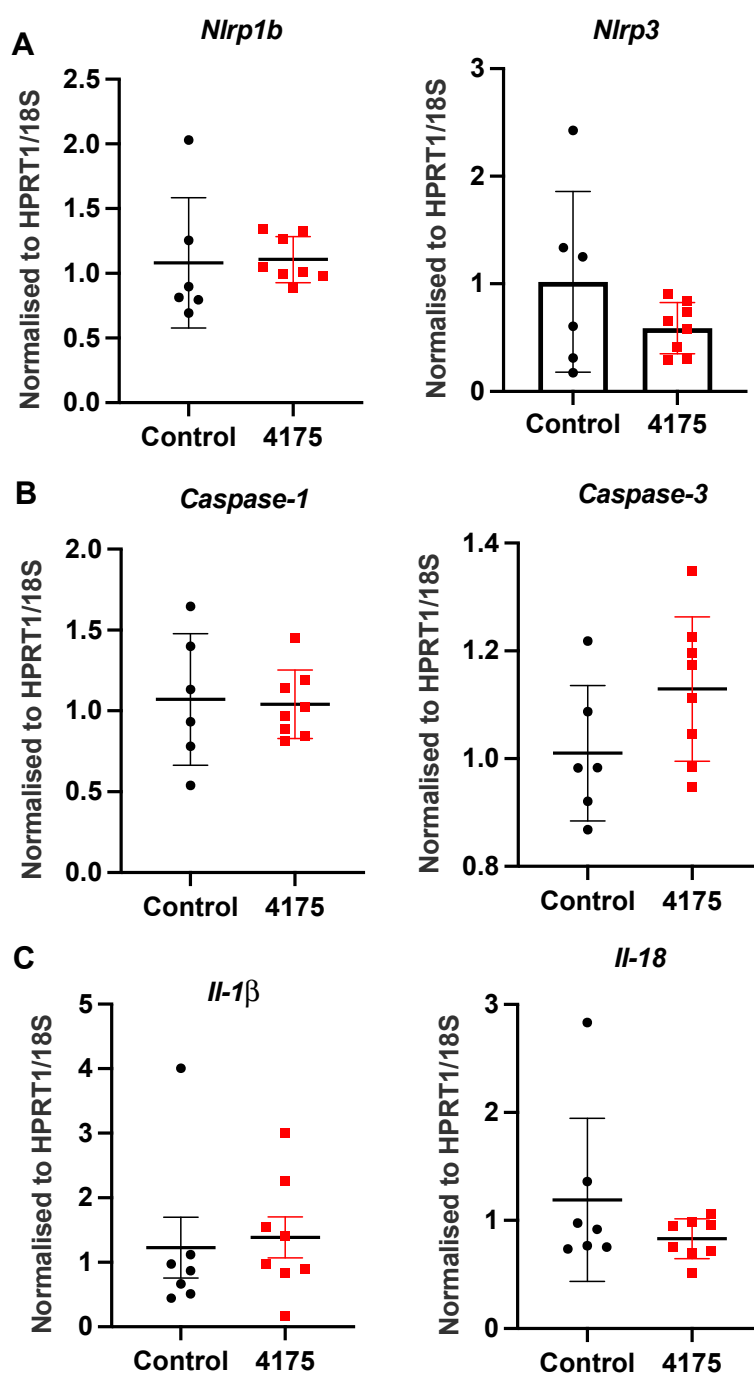 A
Nlrp1b
Normalised to HPRT1/18S
2.5
2.0
1.5
1.0
0.5
0.0
Control 4175
Nlrp3
Normalised to HPRT1/18S
3
2
1
0
Control 4175
B
Caspase-1
Normalised to HPRT1/18S
2.0
1.5
1.0
0.5
0.0
Control 4175
Caspase-3
Normalised to HPRT1/18S
1.4
1.2
1.0
0.8
Control 4175
C
Il-1β
Normalised to HPRT1/18S
5
4
3
2
1
0
Control 4175
Il-18
Normalised to HPRT1/18S
3
2
1
0
Control 4175